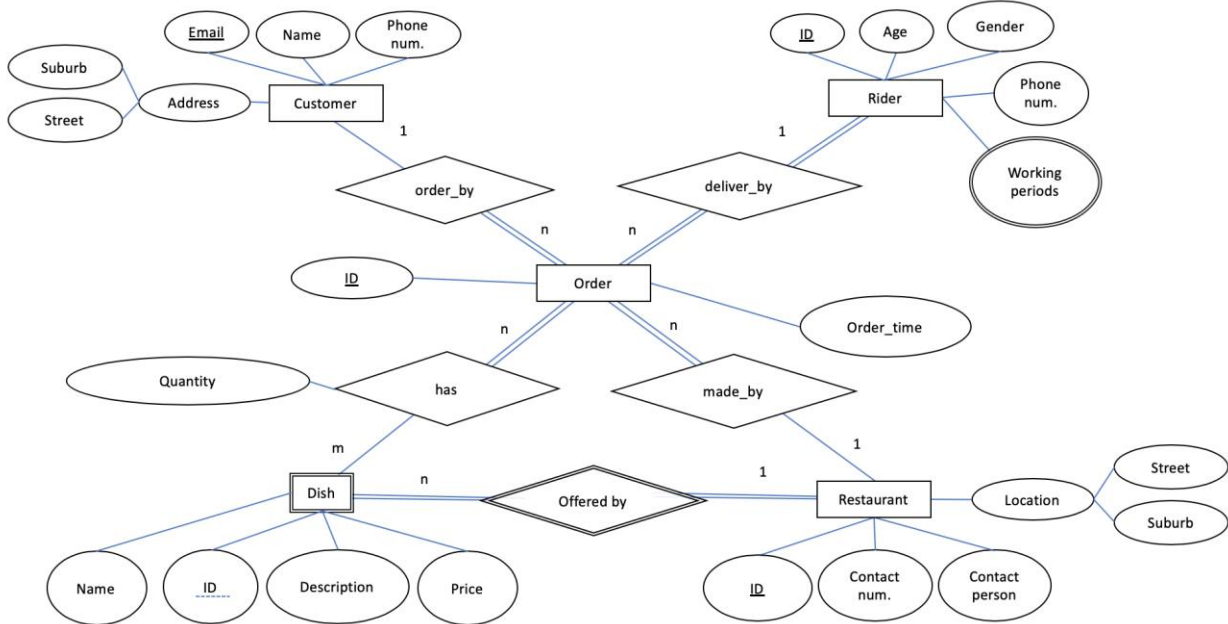 Email
Name
Phone
num.
Suburb
Street
Address
Customer
ID
Age
Gender
Rider
Phone
num.
Working
periods
1
1
order_by
deliver_by
n
n
ID
Order
Order_time
n
n
Quantity
has
made_by
m
1
Dish
n
Offered by
1
Restaurant
Location
Street
Suburb
Name
ID
Description
Price
ID
Contact
num.
Contact
person